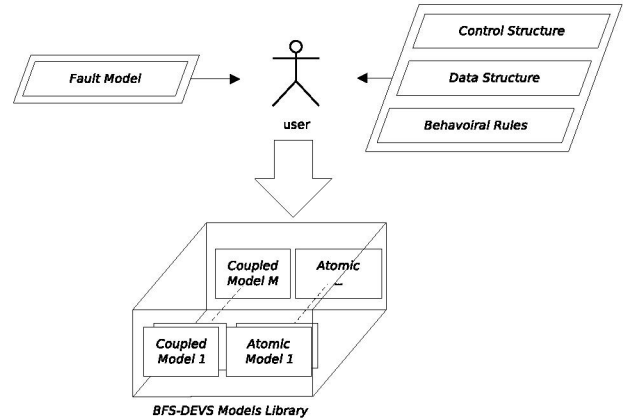 Control Structure
Fault Model
Data Structure
Behavoiral Rules
user
Coupled
Model M
Atomic
Coupled
Model 1
Atomic
Model 1
BFS-DEVS Models Library